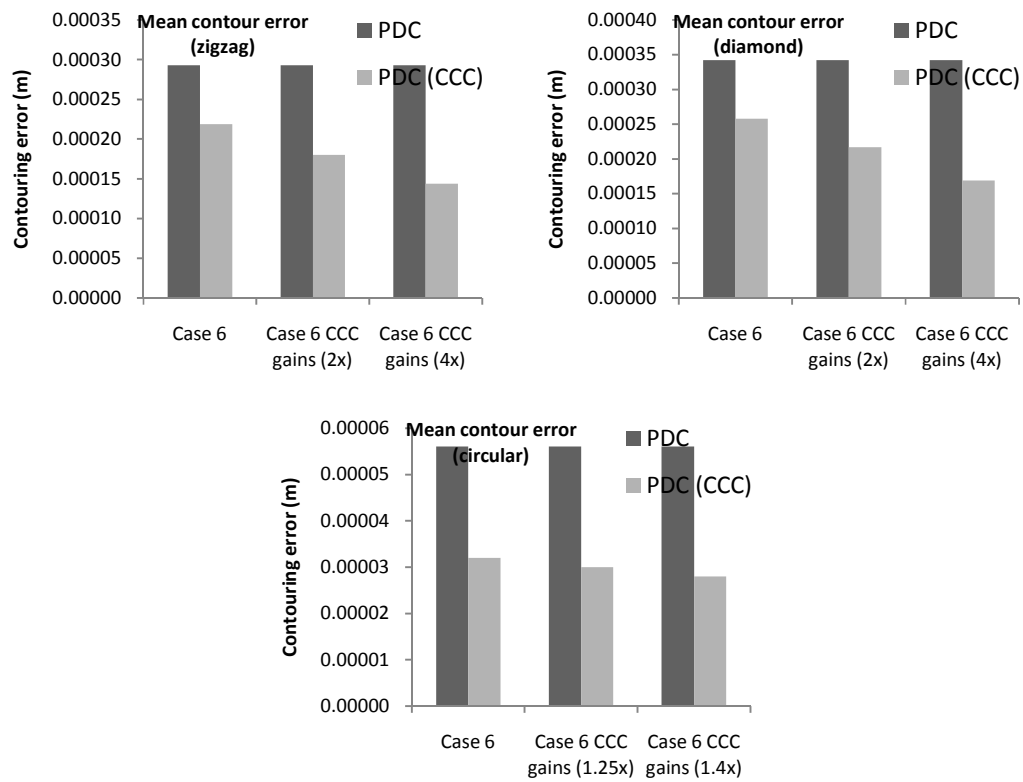 Mean contour error
(zigzag)
PDC
PDC (CCC)
Contouring error (m)
0.00035
0.00030
0.00025
0.00020
0.00015
0.00010
0.00005
0.00000
Case 6
Case 6 CCC
gains (2x)
Case 6 CCC
gains (4x)
Mean contour error
(diamond)
PDC
PDC (CCC)
Contouring error (m)
0.00040
0.00035
0.00030
0.00025
0.00020
0.00015
0.00010
0.00005
0.00000
Case 6
Case 6 CCC
gains (2x)
Case 6 CCC
gains (4x)
Mean contour error
(circular)
PDC
PDC (CCC)
Contouring error (m)
0.00006
0.00005
0.00004
0.00003
0.00002
0.00001
0.00000
Case 6
Case 6 CCC
gains (1.25x)
Case 6 CCC
gains (1.4x)